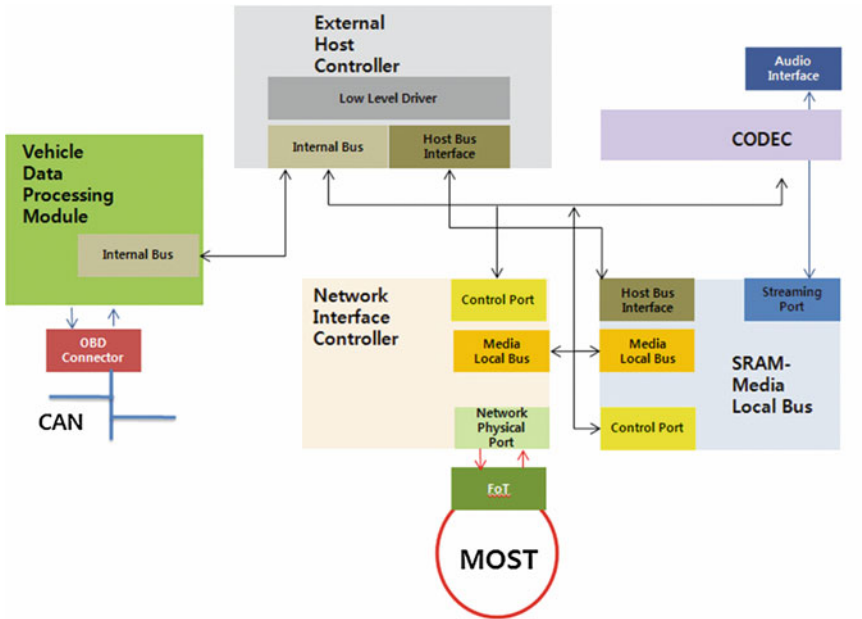 External
Host
Controller
Low Level Driver
Internal Bus
Host Bus
Interface
Audio
Interface
CODEC
Vehicle
Data
Processing
Module
Internal Bus
OBD
Connector
CAN
Network
Interface
Controller
Control Port
Media
Local Bus
Network
Physical
Port
FoT
MOST
Host Bus
Interface
Streaming
Port
Media
Local Bus
SRAM-
Media
Local Bus
Control Port